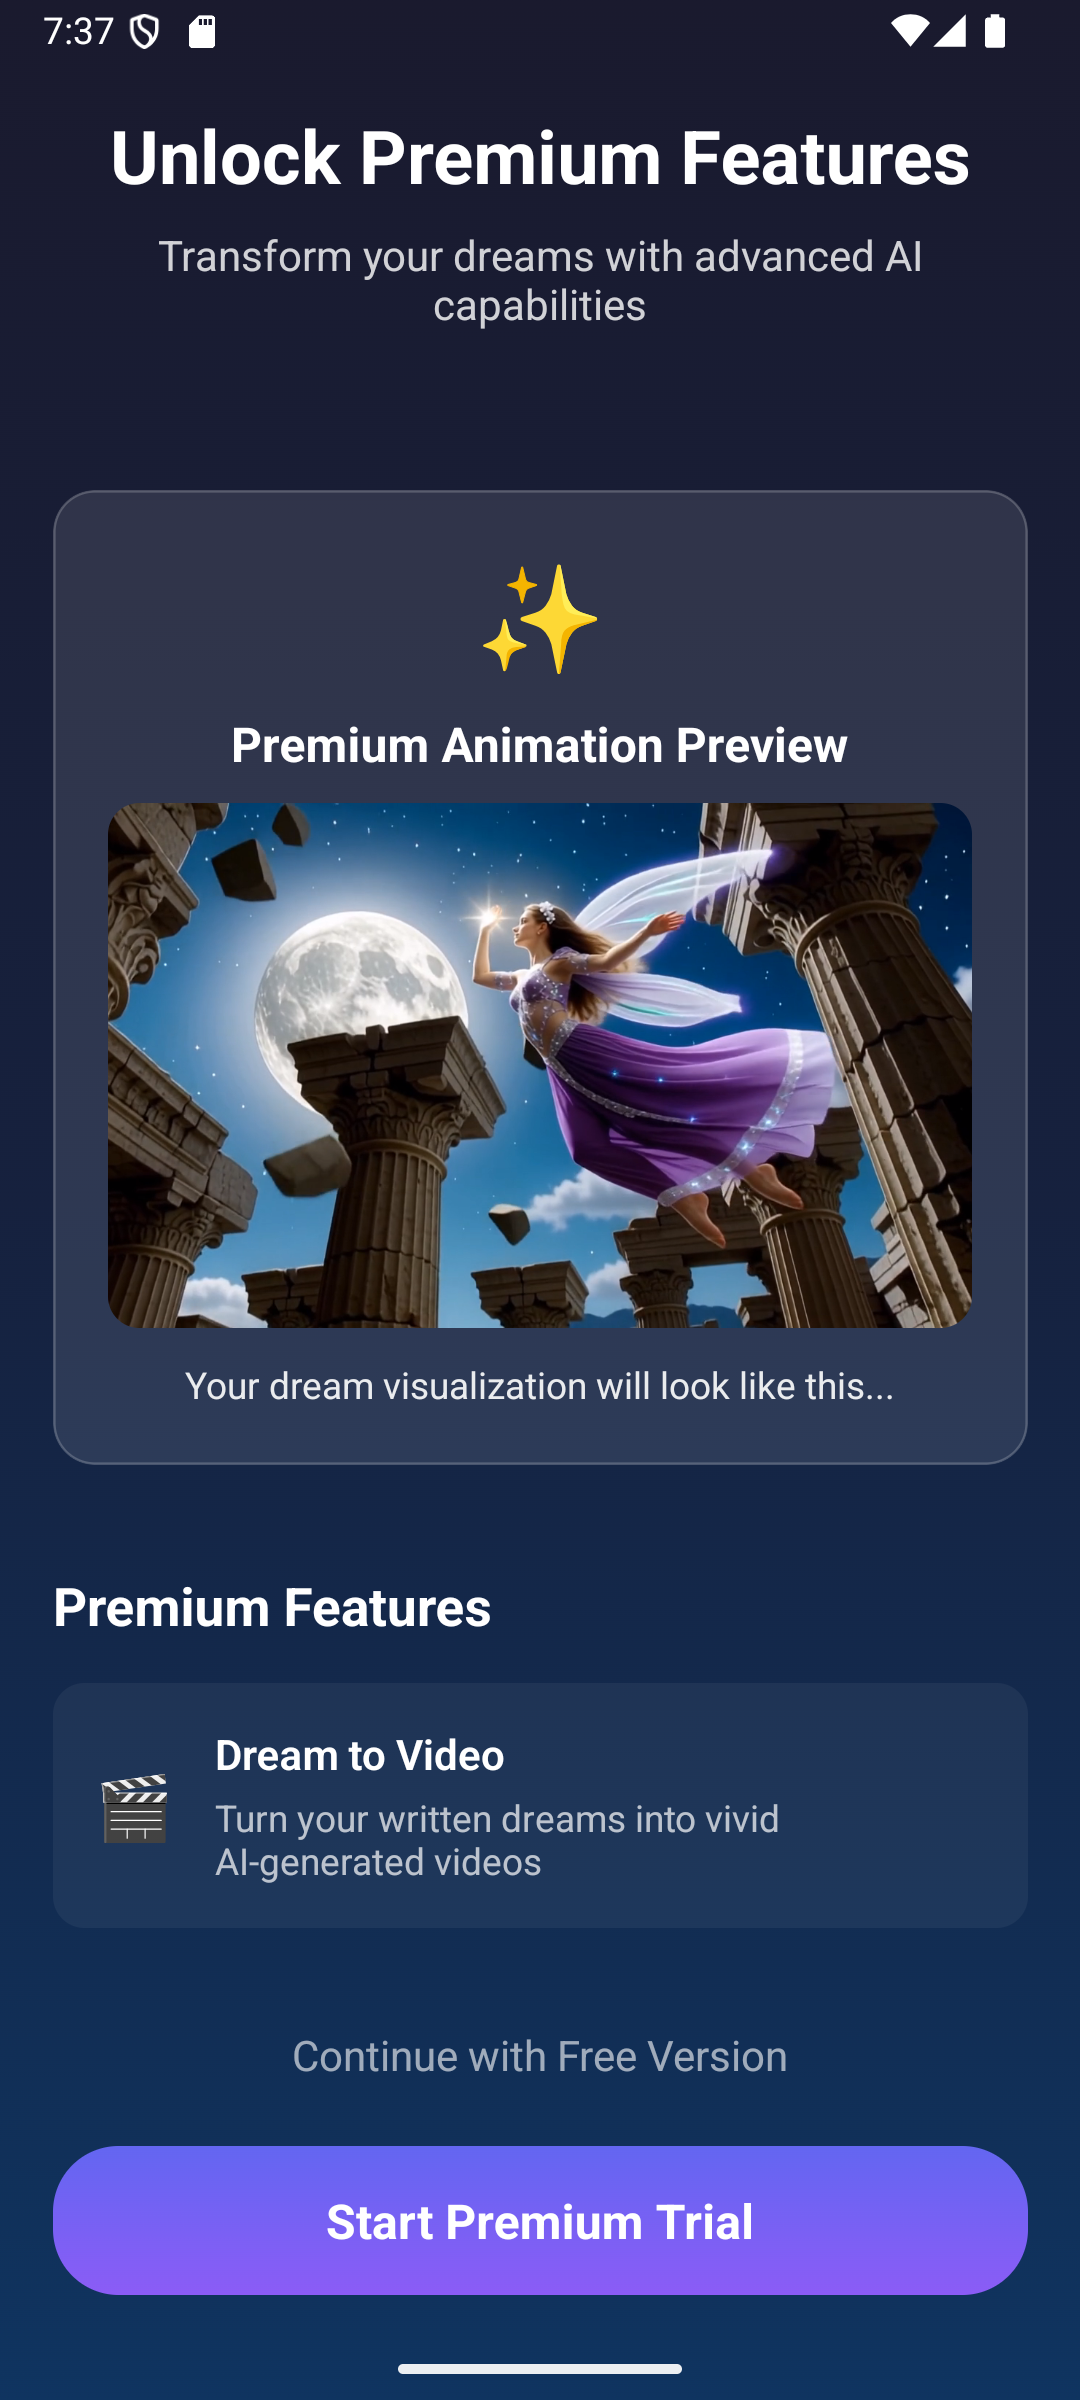 7:37
Unlock Premium Features
Transform your dreams with advanced AI
capabilities
Premium Animation Preview
Your dream visualization will look like this...
Premium Features
Dream to Video
Turn your written dreams into vivid
AI-generated videos
Continue with Free Version
Start Premium Trial